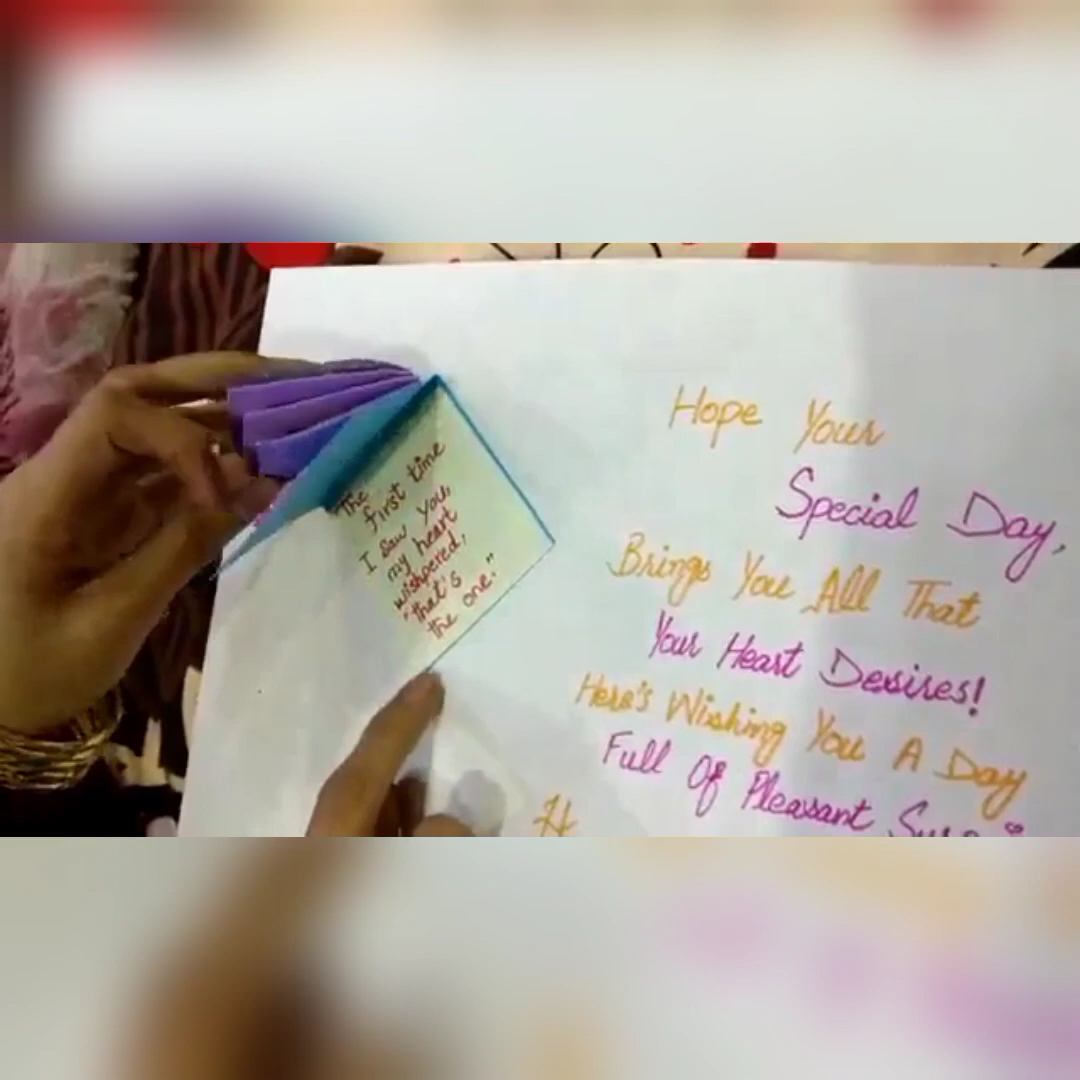 The
first time
I saw you,
my heart
wishpered,
"that's
the one."
Hope Your
Special Day,
Brings You All That
Your Heart Desires!
Here's Wishing You A Day
Full Of Pleasant